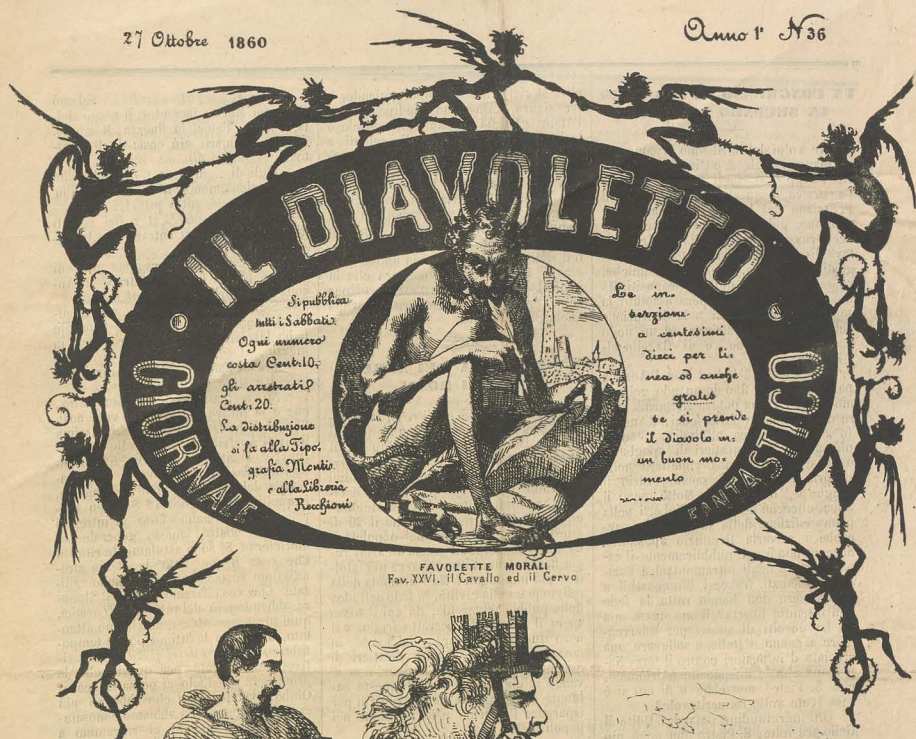 27 Ottobre 1860
Anno 1° N 36
IL DIAVOLETTO
GIORNALE
FANTASTICO
Si pubblica
tutti i Sabbati.
Ogni numero
costa Cent: 10,
gli arretrati
Cent: 20.
La distribuzione
si fa alla Tipo.
grafia Monti
e alla Libreria
Recchioni
Le in.
serzioni
a centesimi
dieci per li:
nea od anche
gratis
se si prende
il diavolo in:
un buon mo:
mento
FAVOLETTE MORALI
Fav. XXVI. il Cavallo ed il Cervo